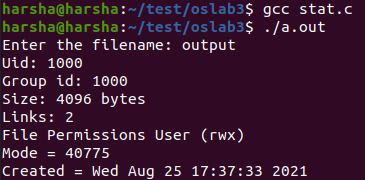 harsha@harsha:~/test/oslab3$ gcc stat.c
harsha@harsha:~/test/oslab3$ ./a.out
Enter the filename: output
Uid: 1000
Group id: 1000
Size: 4096 bytes
Links: 2
File Permissions User (rwx)
Mode = 40775
Created = Wed Aug 25 17:37:33 2021